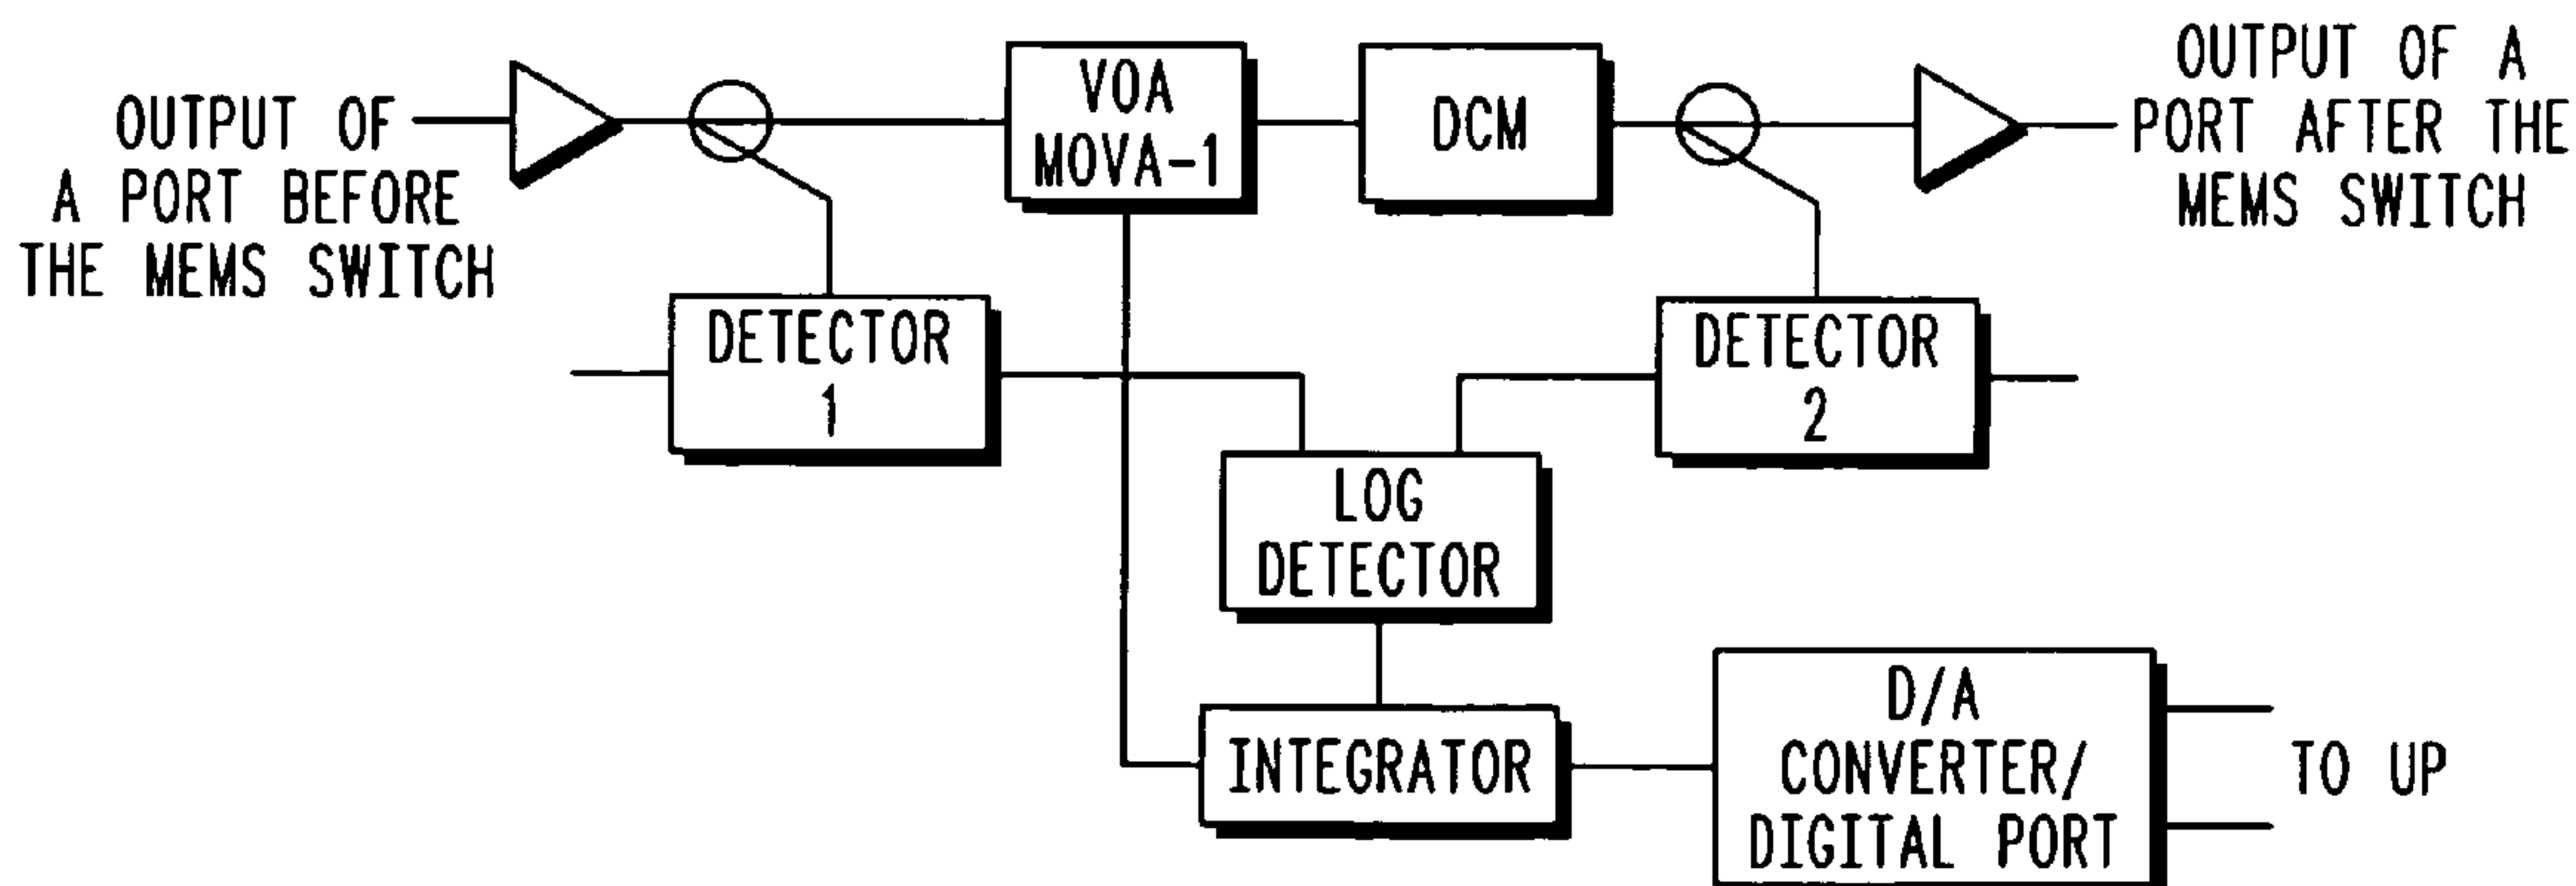 OUTPUT OF
A PORT BEFORE
THE MEMS SWITCH
VOA
MOVA-1
DCM
OUTPUT OF A
PORT AFTER THE
MEMS SWITCH
DETECTOR
1
DETECTOR
2
LOG
DETECTOR
INTEGRATOR
D/A
CONVERTER/
DIGITAL PORT
TO UP